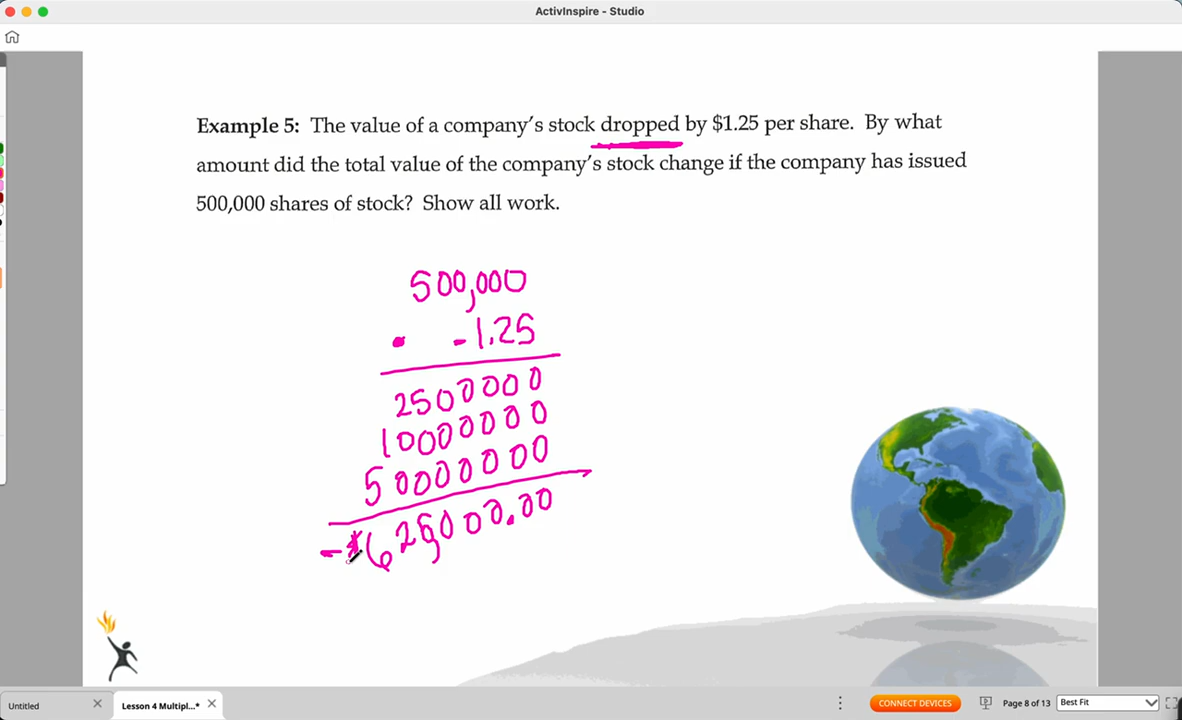 ActivInspire - Studio
Example 5: The value of a company's stock dropped by $1.25 per share. By what
amount did the total value of the company's stock change if the company has issued
500,000 shares of stock? Show all work.
500,000
• -1.25
2500000
10000000
50000000
-$625,000.00
Untitled
Lesson 4 Multipl...*
CONNECT DEVICES
Page 8 of 13
Best Fit